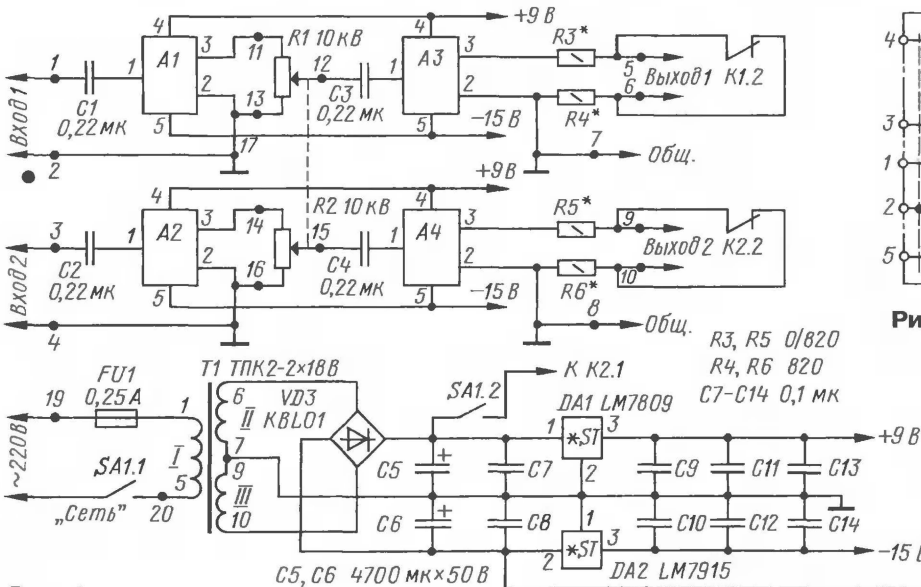 +9 В
4
4
1
3
11
R1 10 кВ
12
3
R3*
5
Выход1 K1.2
6
1
A1
1
A3
C1
0,22 мк
2
13
C3
0,22 мк
2
R4*
Вход1
5
17
5
−15 В
7
Общ.
2
4
+9 В
4
3
3
14
R2 10 кВ
15
3
R5*
9
Выход2 K2.2
10
1
A2
1
A4
C2
0,22 мк
2
16
C4
0,22 мк
2
R6*
Вход2
5
5
−15 В
8
Общ.
4
4
3
1
2
5
Ри
R3, R5 0/820
R4, R6 820
C7–C14 0,1 мк
T1 ТПК2-2×18В
FU1
0,25 А
19
1
6
II
7
VD3
KBL01
SA1.2
К K2.1
DA1 LM7809
1
*ST
3
+9 В
2
~220В
I
C5
+
C7
C9
C11
C13
SA1.1
5
9
III
10
„Сеть"
20
C6
+
C8
1
C10
C12
C14
2
*ST
3
−15 В
C5, C6 4700 мк×50 В
DA2 LM7915